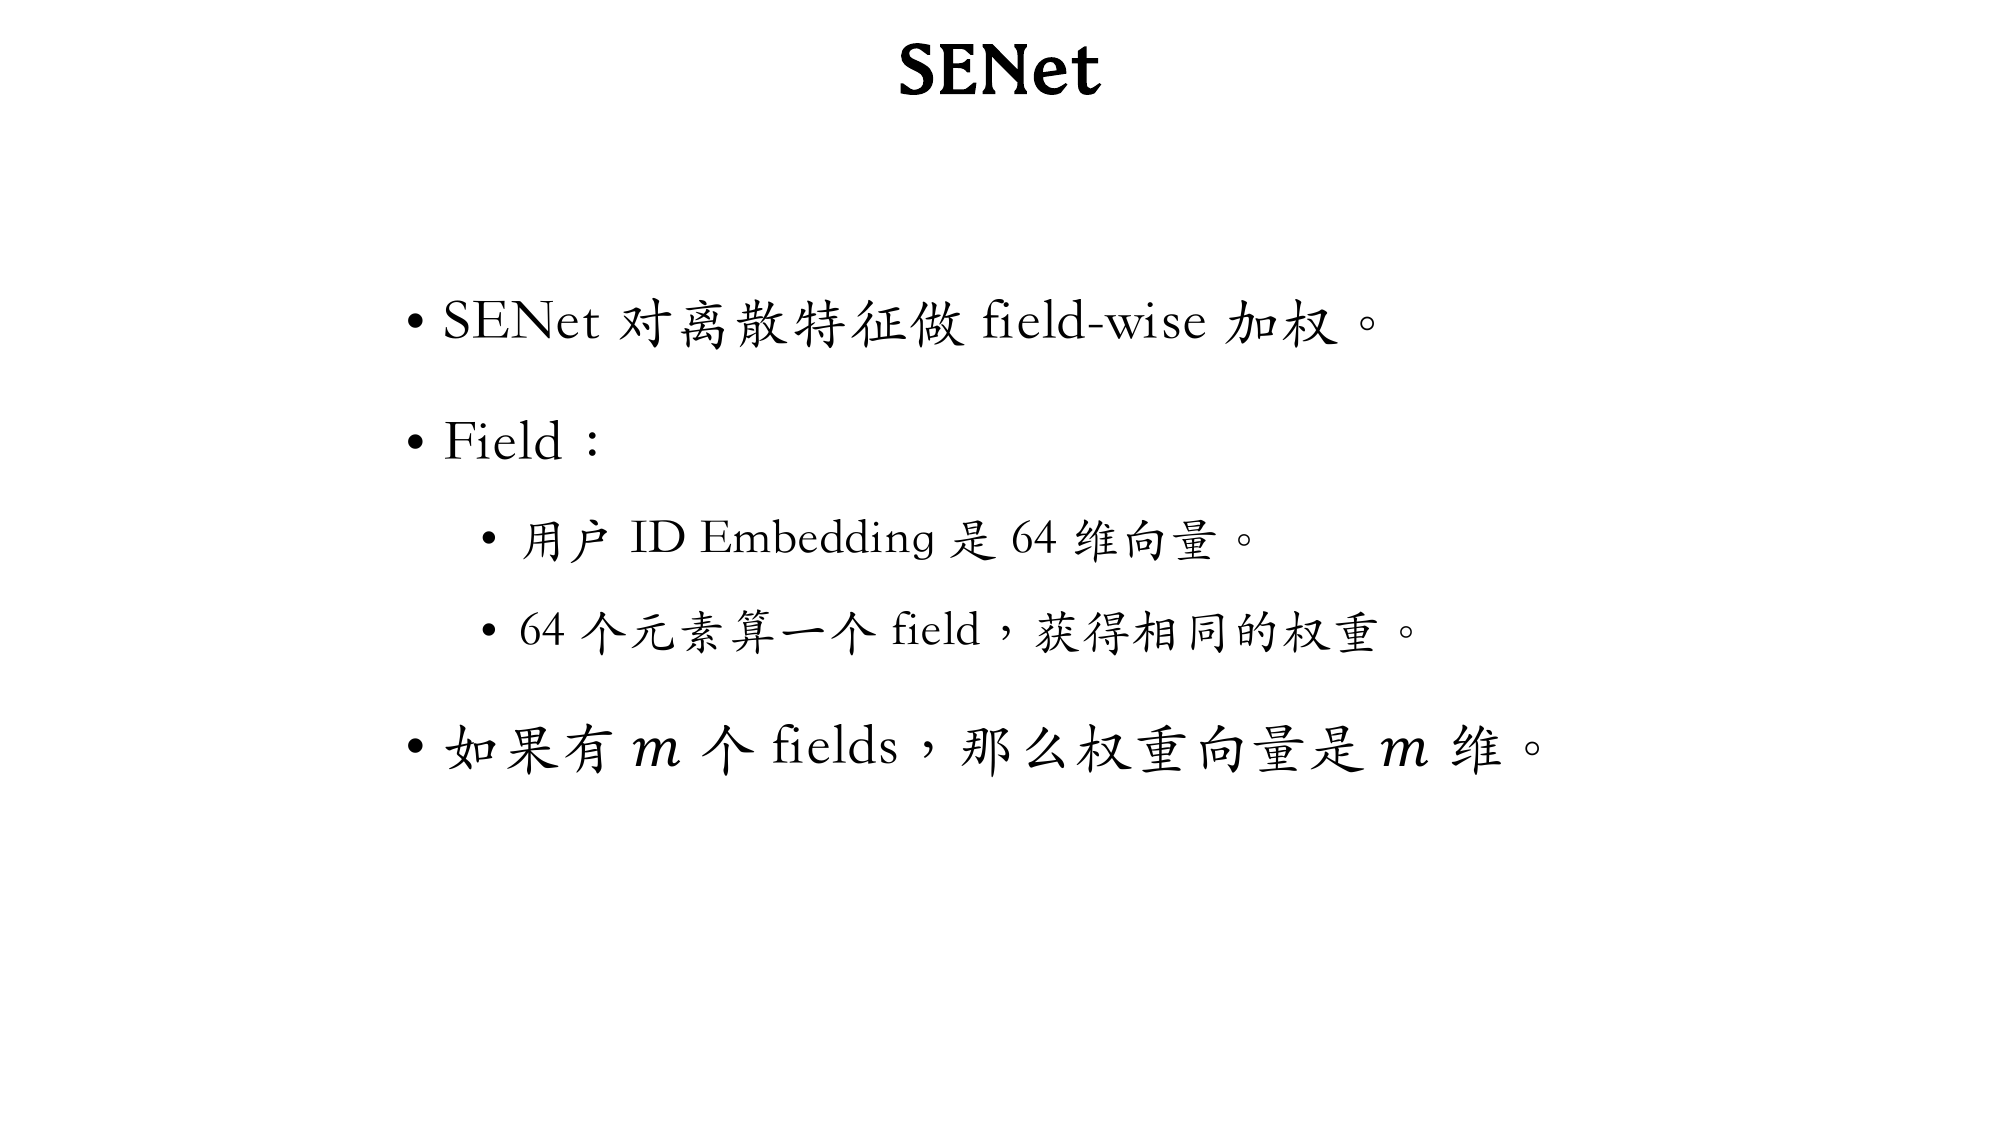 SENet
• SENet 对离散特征做 field-wise 加权。
• Field：
• 用户 ID Embedding 是 64 维向量。
• 64 个元素算一个 field，获得相同的权重。
• 如果有 m 个 fields，那么权重向量是 m 维。